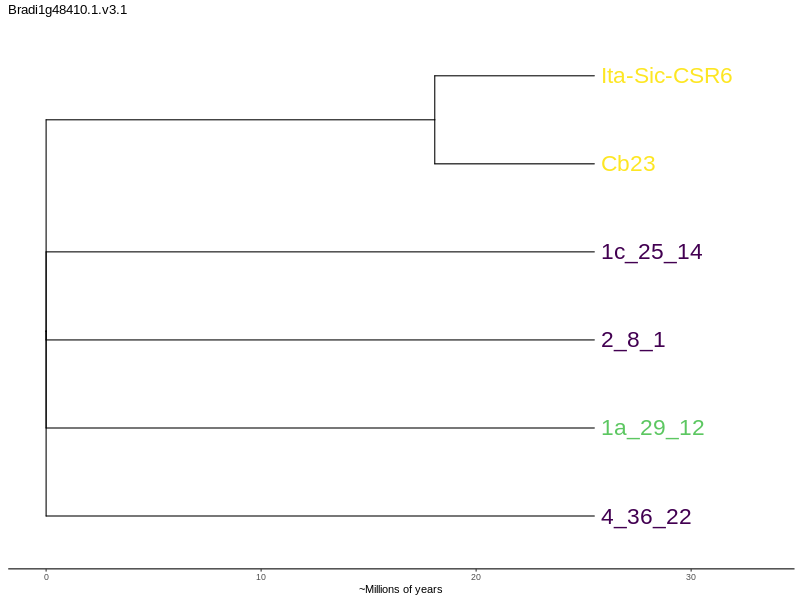 Bradi1g48410.1.v3.1
Ita-Sic-CSR6
Cb23
1c_25_14
2_8_1
1a_29_12
4_36_22
0 10 20 30
~Millions of years